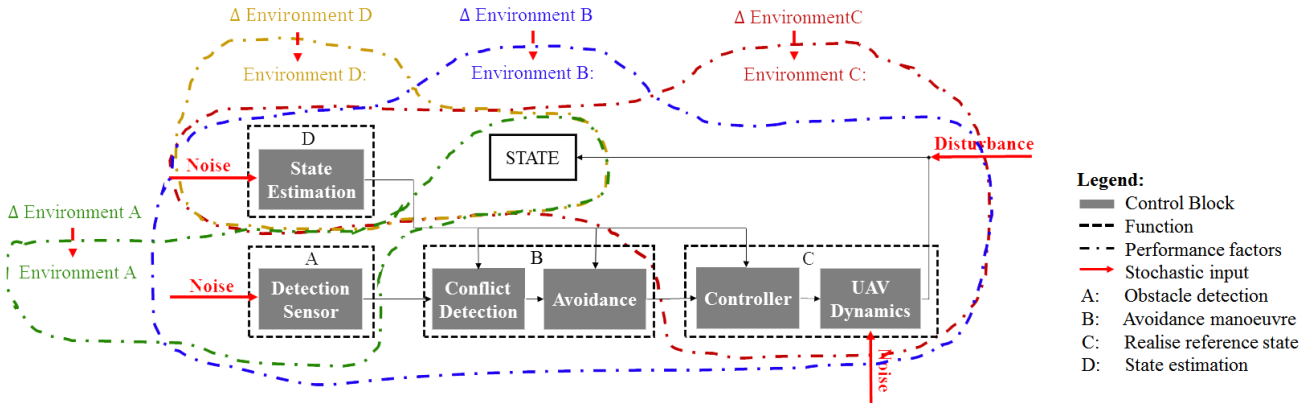 Δ Environment D
Δ Environment B
Δ EnvironmentC
Environment D:
Environment B:
Environment C:
D
Noise
State
Estimation
STATE
Disturbance
Δ Environment A
Environment A
A
Noise
Detection
Sensor
B
Conflict
Detection
Avoidance
C
Controller
UAV
Dynamics
Noise
Legend:
Control Block
Function
Performance factors
Stochastic input
A: Obstacle detection
B: Avoidance manoeuvre
C: Realise reference state
D: State estimation